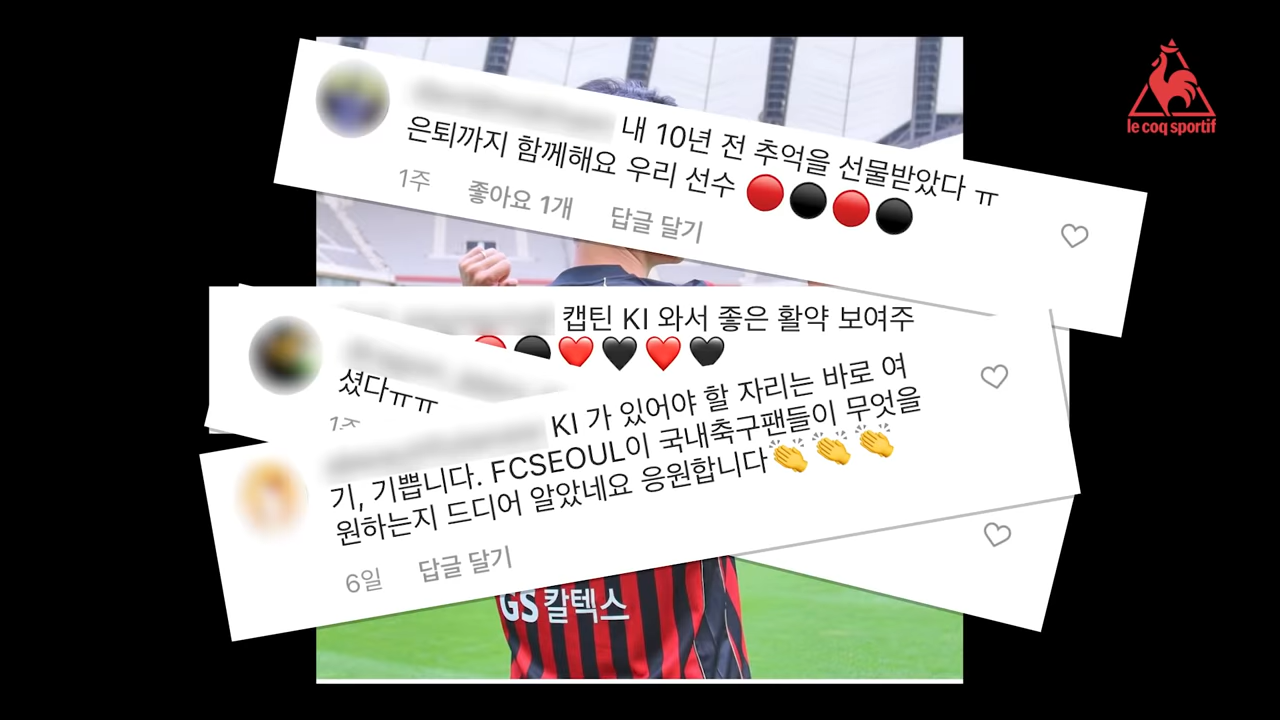 le coq sportif
내 10년 전 추억을 선물받았다 ㅠ
은퇴까지 함께해요 우리 선수 🔴⚫🔴⚫
1주 좋아요 1개 답글 달기
캡틴 KI 와서 좋은 활약 보여주
🔴⚫❤️🖤❤️🖤
셨다ㅠㅠ
1주
KI 가 있어야 할 자리는 바로 여
기, 기쁩니다. FCSEOUL이 국내축구팬들이 무엇을
원하는지 드디어 알았네요 응원합니다👏👏👏
6일 답글 달기
GS 칼텍스